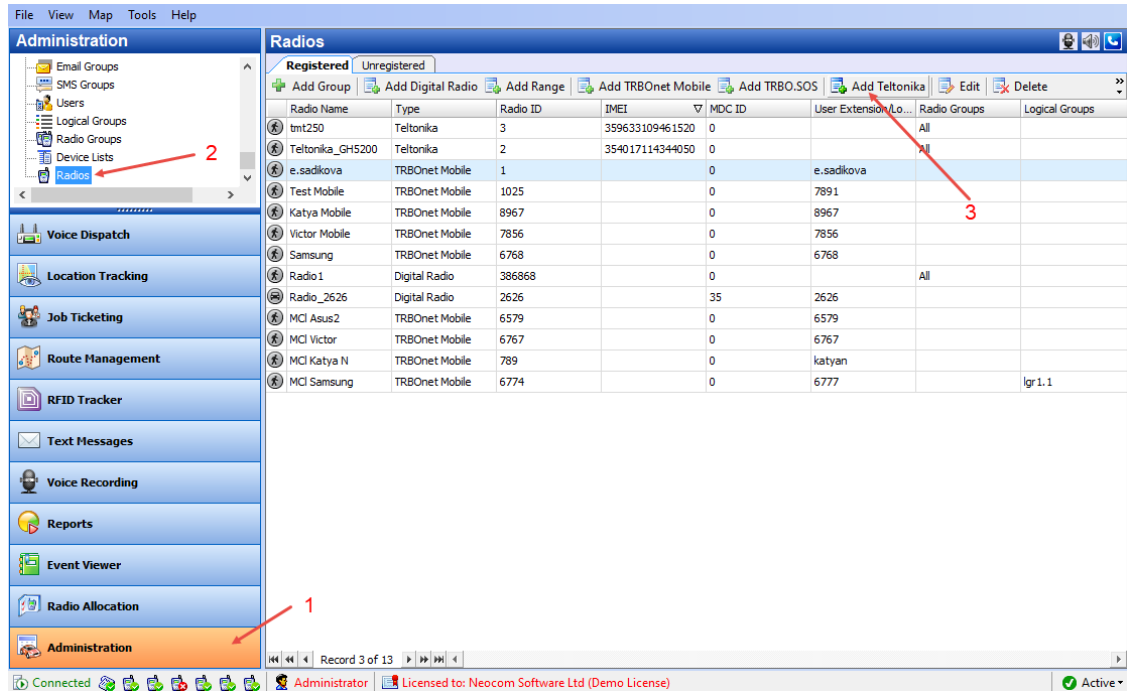 File View Map Tools Help
Administration
Email Groups
SMS Groups
Users
Logical Groups
Radio Groups
Device Lists
Radios
2
Voice Dispatch
Location Tracking
Job Ticketing
Route Management
RFID Tracker
Text Messages
Voice Recording
Reports
Event Viewer
Radio Allocation
Administration
1
Radios
Registered Unregistered
Add Group Add Digital Radio Add Range Add TRBOnet Mobile Add TRBO.SOS Add Teltonika Edit Delete
Radio Name Type Radio ID IMEI MDC ID User Extension/Lo... Radio Groups Logical Groups
tmt250 Teltonika 3 359633109461520 0 All
Teltonika_GH5200 Teltonika 2 354017114344050 0 All
e.sadikova TRBOnet Mobile 1 0 e.sadikova
Test Mobile TRBOnet Mobile 1025 0 7891
Katya Mobile TRBOnet Mobile 8967 0 8967
3
Victor Mobile TRBOnet Mobile 7856 0 7856
Samsung TRBOnet Mobile 6768 0 6768
Radio1 Digital Radio 386868 0 All
Radio_2626 Digital Radio 2626 35 2626
MCl Asus2 TRBOnet Mobile 6579 0 6579
MCl Victor TRBOnet Mobile 6767 0 6767
MCl Katya N TRBOnet Mobile 789 0 katyan
MCl Samsung TRBOnet Mobile 6774 0 6777 lgr1.1
Record 3 of 13
Connected Administrator Licensed to: Neocom Software Ltd (Demo License) Active